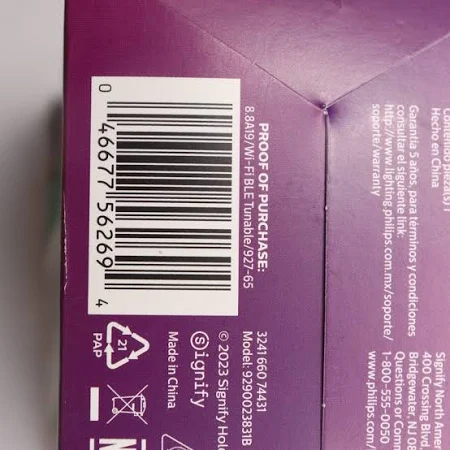 PROOF OF PURCHASE:
8.8A19/Wi-Fi BLE Tunable/927-65
0 46677 56269 4
3241 660 74431
Model: 9290023831B
© 2023 Signify Hol
Signify
Made in China
21
PAP
Contenido pieza(s) 1
Hecho en China
Garantía 5 años, para términos y condiciones
consultar el siguiente link:
http://www.lighting.philips.com.mx/soporte/
soporte/warranty
Signify North Amer
400 Crossing Blvd,
Bridgewater, NJ 08
Questions or Comm
1-800-555-0050
www.philips.com/